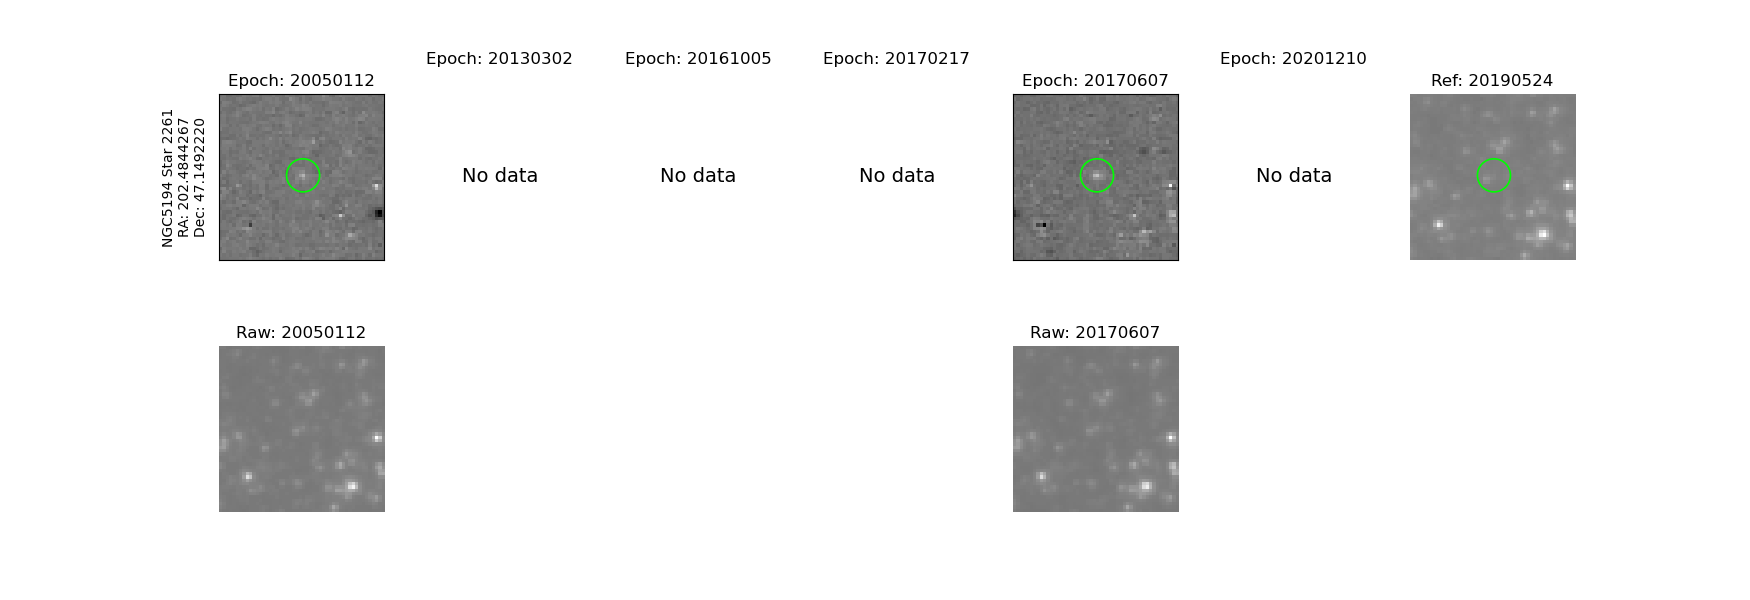 Epoch: 20050112
Epoch: 20130302
Epoch: 20161005
Epoch: 20170217
Epoch: 20170607
Epoch: 20201210
Ref: 20190524
NGC5194 Star 2261
RA: 202.4844267
Dec: 47.1492220
No data
No data
No data
No data
Raw: 20050112
Raw: 20170607